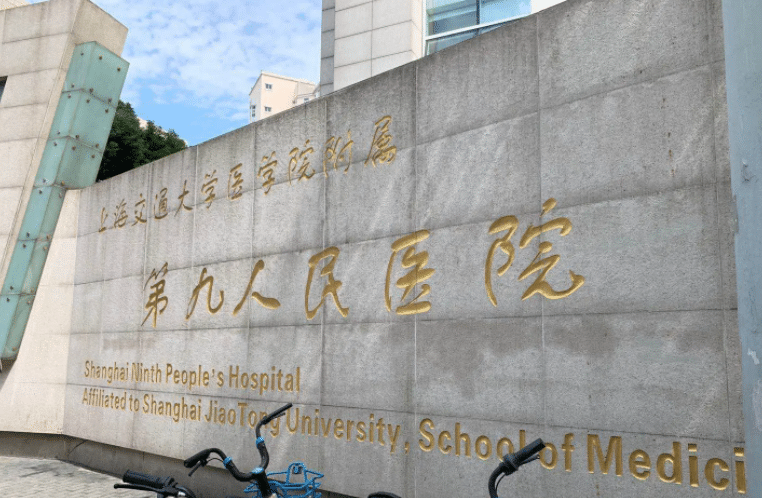 上海交通大学医学院附属
第九人民医院
Shanghai Ninth People's Hospital
Affiliated to Shanghai JiaoTong University, School of Medici